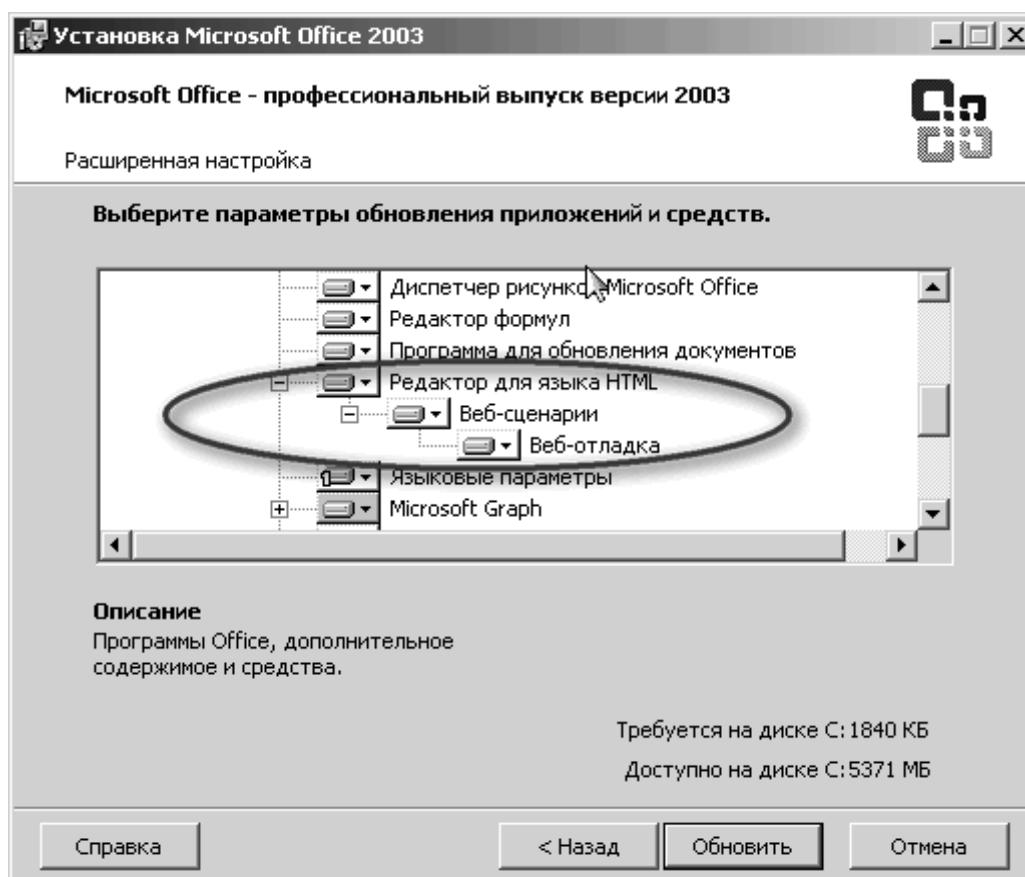 Установка Microsoft Office 2003
Microsoft Office - профессиональный выпуск версии 2003
Расширенная настройка
Выберите параметры обновления приложений и средств.
Диспетчер рисунков Microsoft Office
Редактор формул
Программа для обновления документов
Редактор для языка HTML
Веб-сценарии
Веб-отладка
Языковые параметры
Microsoft Graph
Описание
Программы Office, дополнительное
содержимое и средства.
Требуется на диске C: 1840 КБ
Доступно на диске C: 5371 МБ
Справка
< Назад
Обновить
Отмена